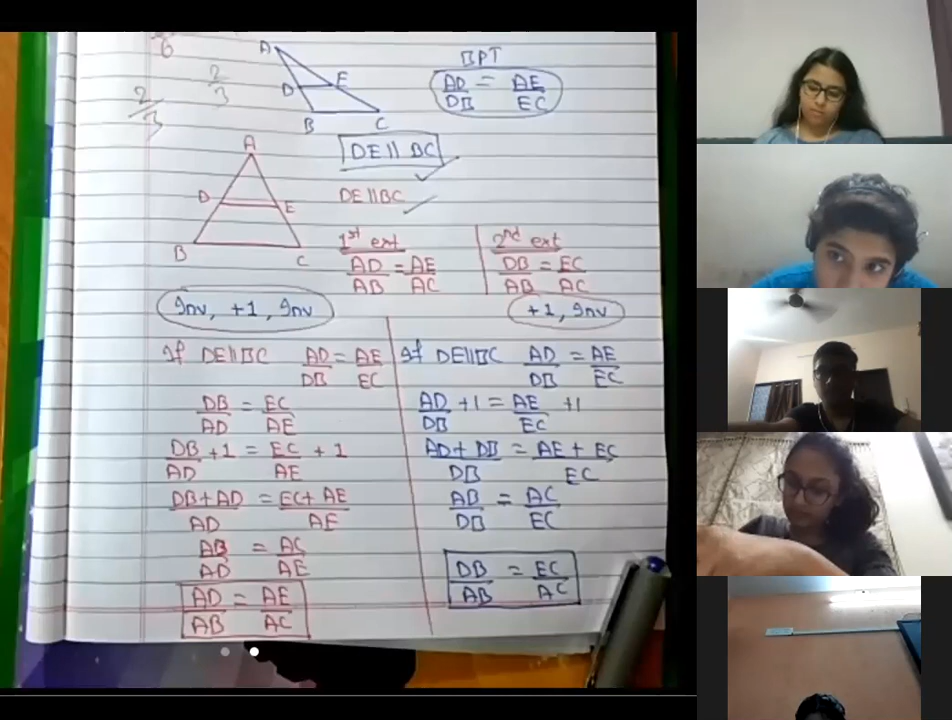 6
2/3
2/3
A
D E
B C
BPT
AD/DB = AE/EC
DE || BC
A
D E
B C
DE||BC
1st ext
AD/AB = AE/AC
2nd ext
DB/AB = EC/AC
Inv, +1, Inv
+1, Inv
If DE||BC AD/DB = AE/EC
DB/AD = EC/AE
DB/AD +1 = EC/AE + 1
DB+AD/AD = EC+AE/AE
AB/AD = AC/AE
AD/AB = AE/AC
If DE||BC AD/DB = AE/EC
AD/DB +1 = AE/EC +1
AD+DB/DB = AE+EC/EC
AB/DB = AC/EC
DB/AB = EC/AC